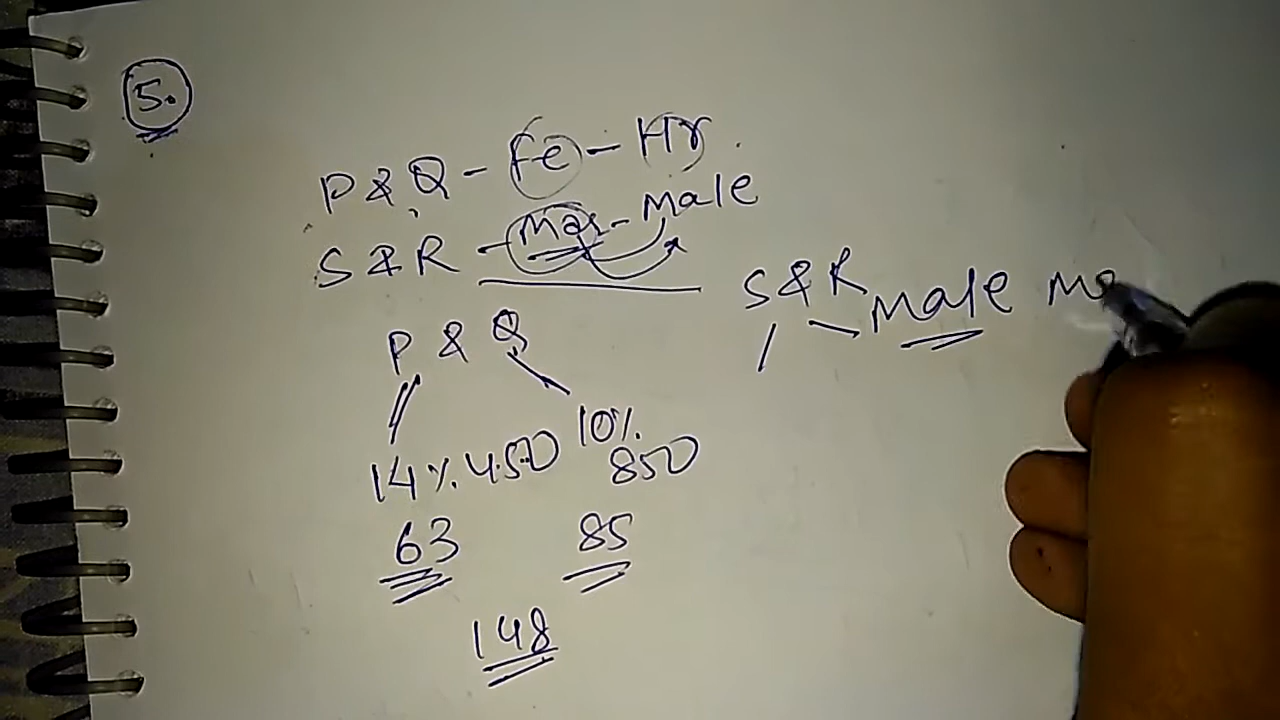 5.
P & Q - Fe - Hr.
S & R - Mar - Male
P & Q
14% 450
10% 850
63
85
148
S & R Male